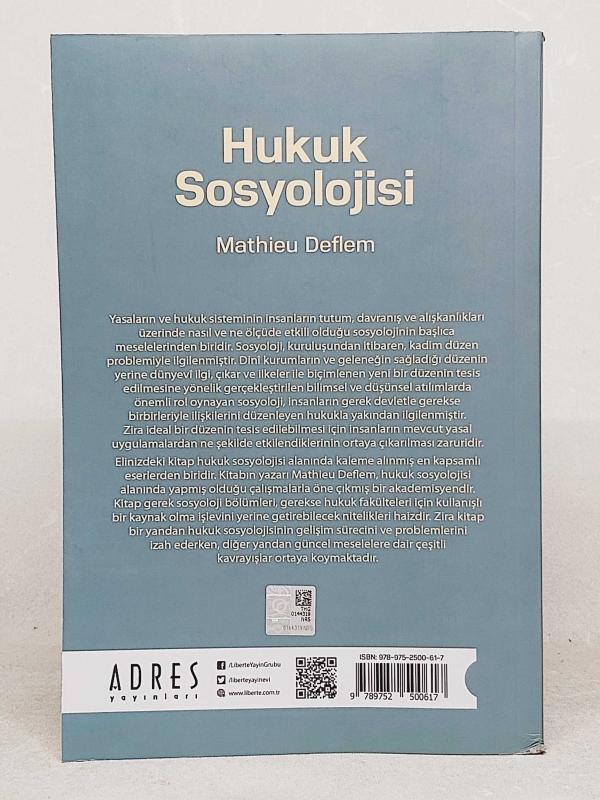 Hukuk
Sosyolojisi
Mathieu Deflem
Yasaların ve hukuk sisteminin insanların tutum, davranış ve alışkanlıkları
üzerinde nasıl ve ne ölçüde etkili olduğu sosyolojinin başlıca
meselelerinden biridir. Sosyoloji, kuruluşundan itibaren, kadim düzen
problemiyle ilgilenmiştir. Dinî kurumların ve geleneğin sağladığı düzenin
yerine dünyevî ilgi, çıkar ve ilkeler ile biçimlenen yeni bir düzenin tesis
edilmesine yönelik gerçekleştirilen bilimsel ve düşünsel atılımlarda
önemli rol oynayan sosyoloji, insanların gerek devletle gerekse
birbirleriyle ilişkilerini düzenleyen hukukla yakından ilgilenmiştir.
Zira ideal bir düzenin tesis edilebilmesi için insanların mevcut yasal
uygulamalardan ne şekilde etkilendiklerinin ortaya çıkarılması zaruridir.
Elinizdeki kitap hukuk sosyolojisi alanında kaleme alınmış en kapsamlı
eserlerden biridir. Kitabın yazarı Mathieu Deflem, hukuk sosyolojisi
alanında yapmış olduğu çalışmalarla öne çıkmış bir akademisyendir.
Kitap gerek sosyoloji bölümleri, gerekse hukuk fakülteleri için kullanışlı
bir kaynak olma işlevini yerine getirebilecek nitelikleri haizdir. Zira kitap
bir yandan hukuk sosyolojisinin gelişim sürecini ve problemlerini
izah ederken, diğer yandan güncel meselelere dair çeşitli
kavrayışlar ortaya koymaktadır.
THG
0144319
NRS
0144319NRS
ADRES
yayınları
/LiberteYayinGrubu
/liberteyayinevi
www.liberte.com.tr
ISBN: 978-975-2500-61-7
9 789752 500617